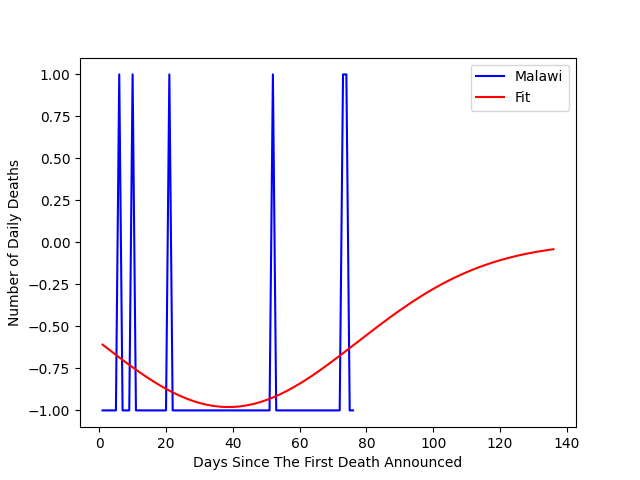 Malawi
Fit
1.00
0.75
0.50
0.25
0.00
−0.25
−0.50
−0.75
−1.00
Number of Daily Deaths
0 20 40 60 80 100 120 140
Days Since The First Death Announced